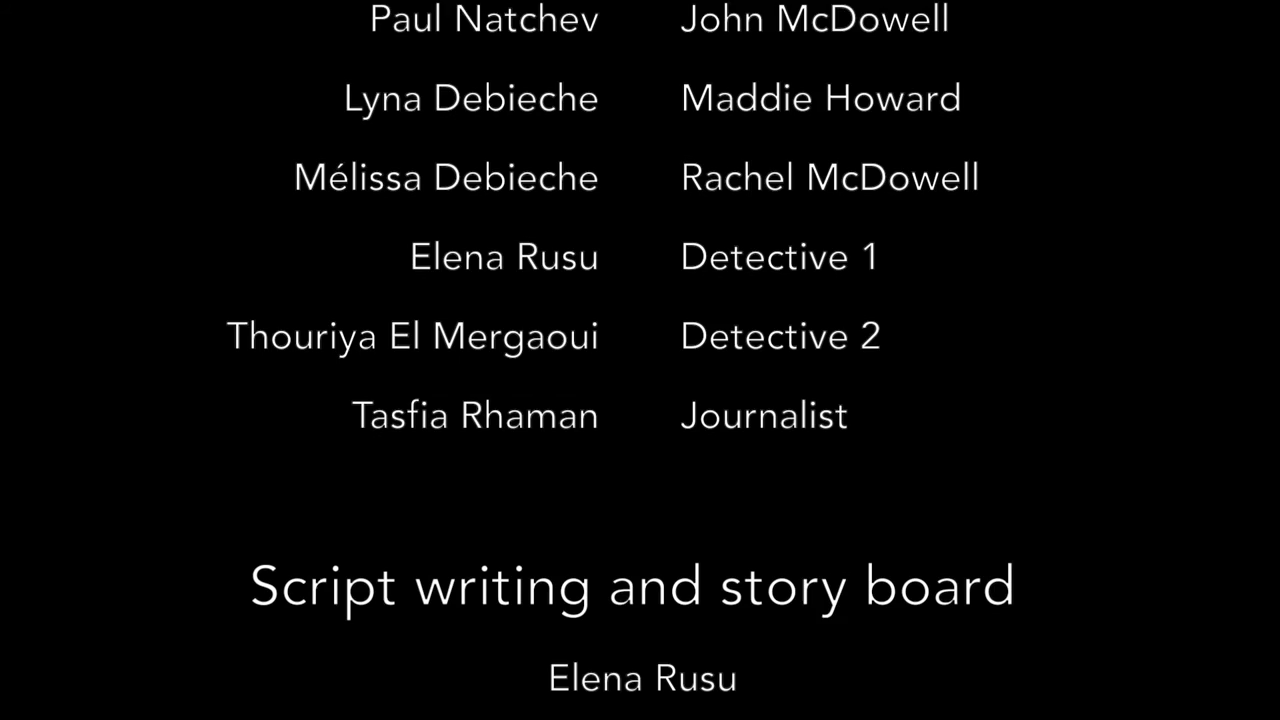 Paul Natchev John McDowell
Lyna Debieche Maddie Howard
Mélissa Debieche Rachel McDowell
Elena Rusu Detective 1
Thouriya El Mergaoui Detective 2
Tasfia Rhaman Journalist
Script writing and story board
Elena Rusu